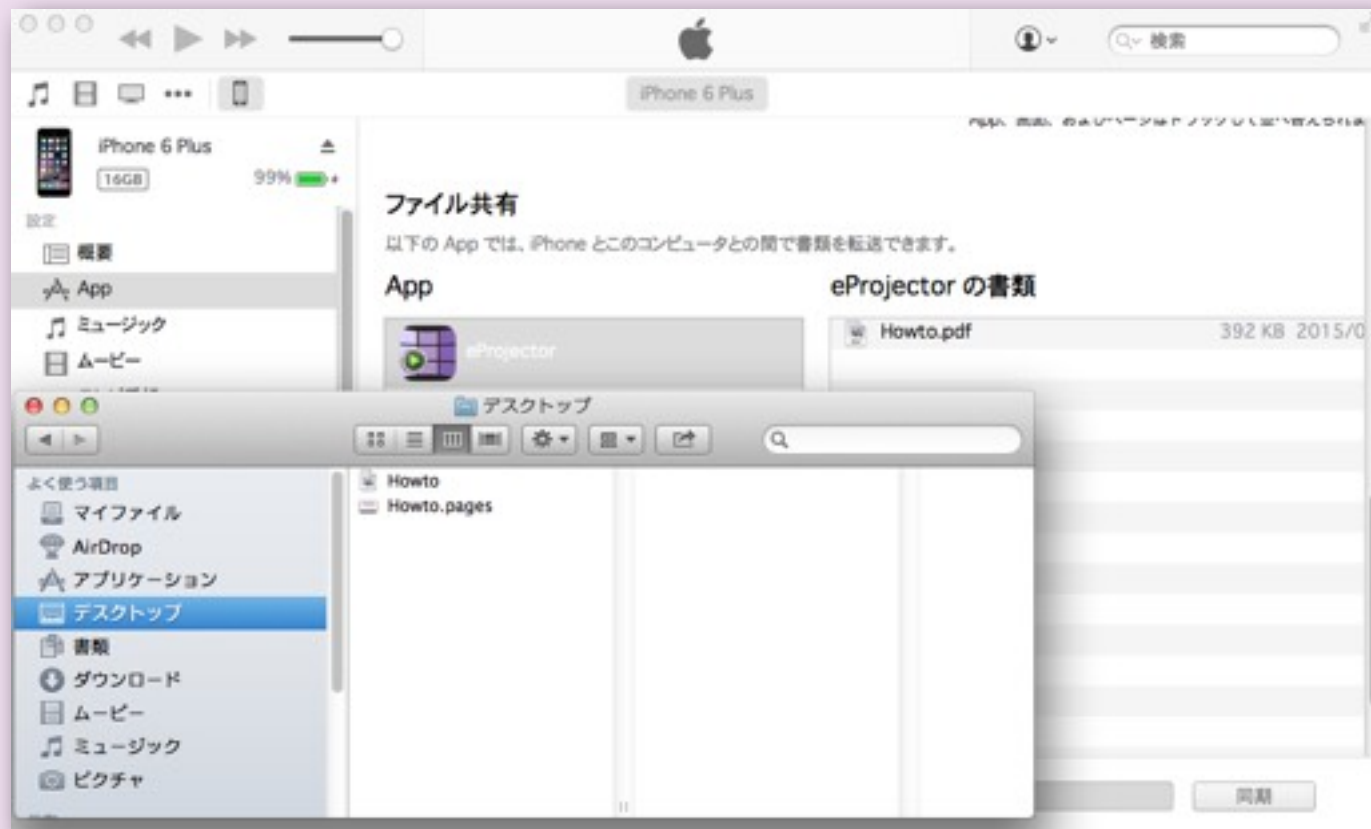 検索
iPhone 6 Plus
iPhone 6 Plus
16GB
99%
設定
概要
App
ミュージック
ムービー
ファイル共有
以下の App では、iPhone とこのコンピュータとの間で書類を転送できます。
App
eProjector の書類
eProjector
Howto.pdf 392 KB 2015/0
デスクトップ
よく使う項目
マイファイル
AirDrop
アプリケーション
デスクトップ
書類
ダウンロード
ムービー
ミュージック
ピクチャ
Howto
Howto.pages
同期